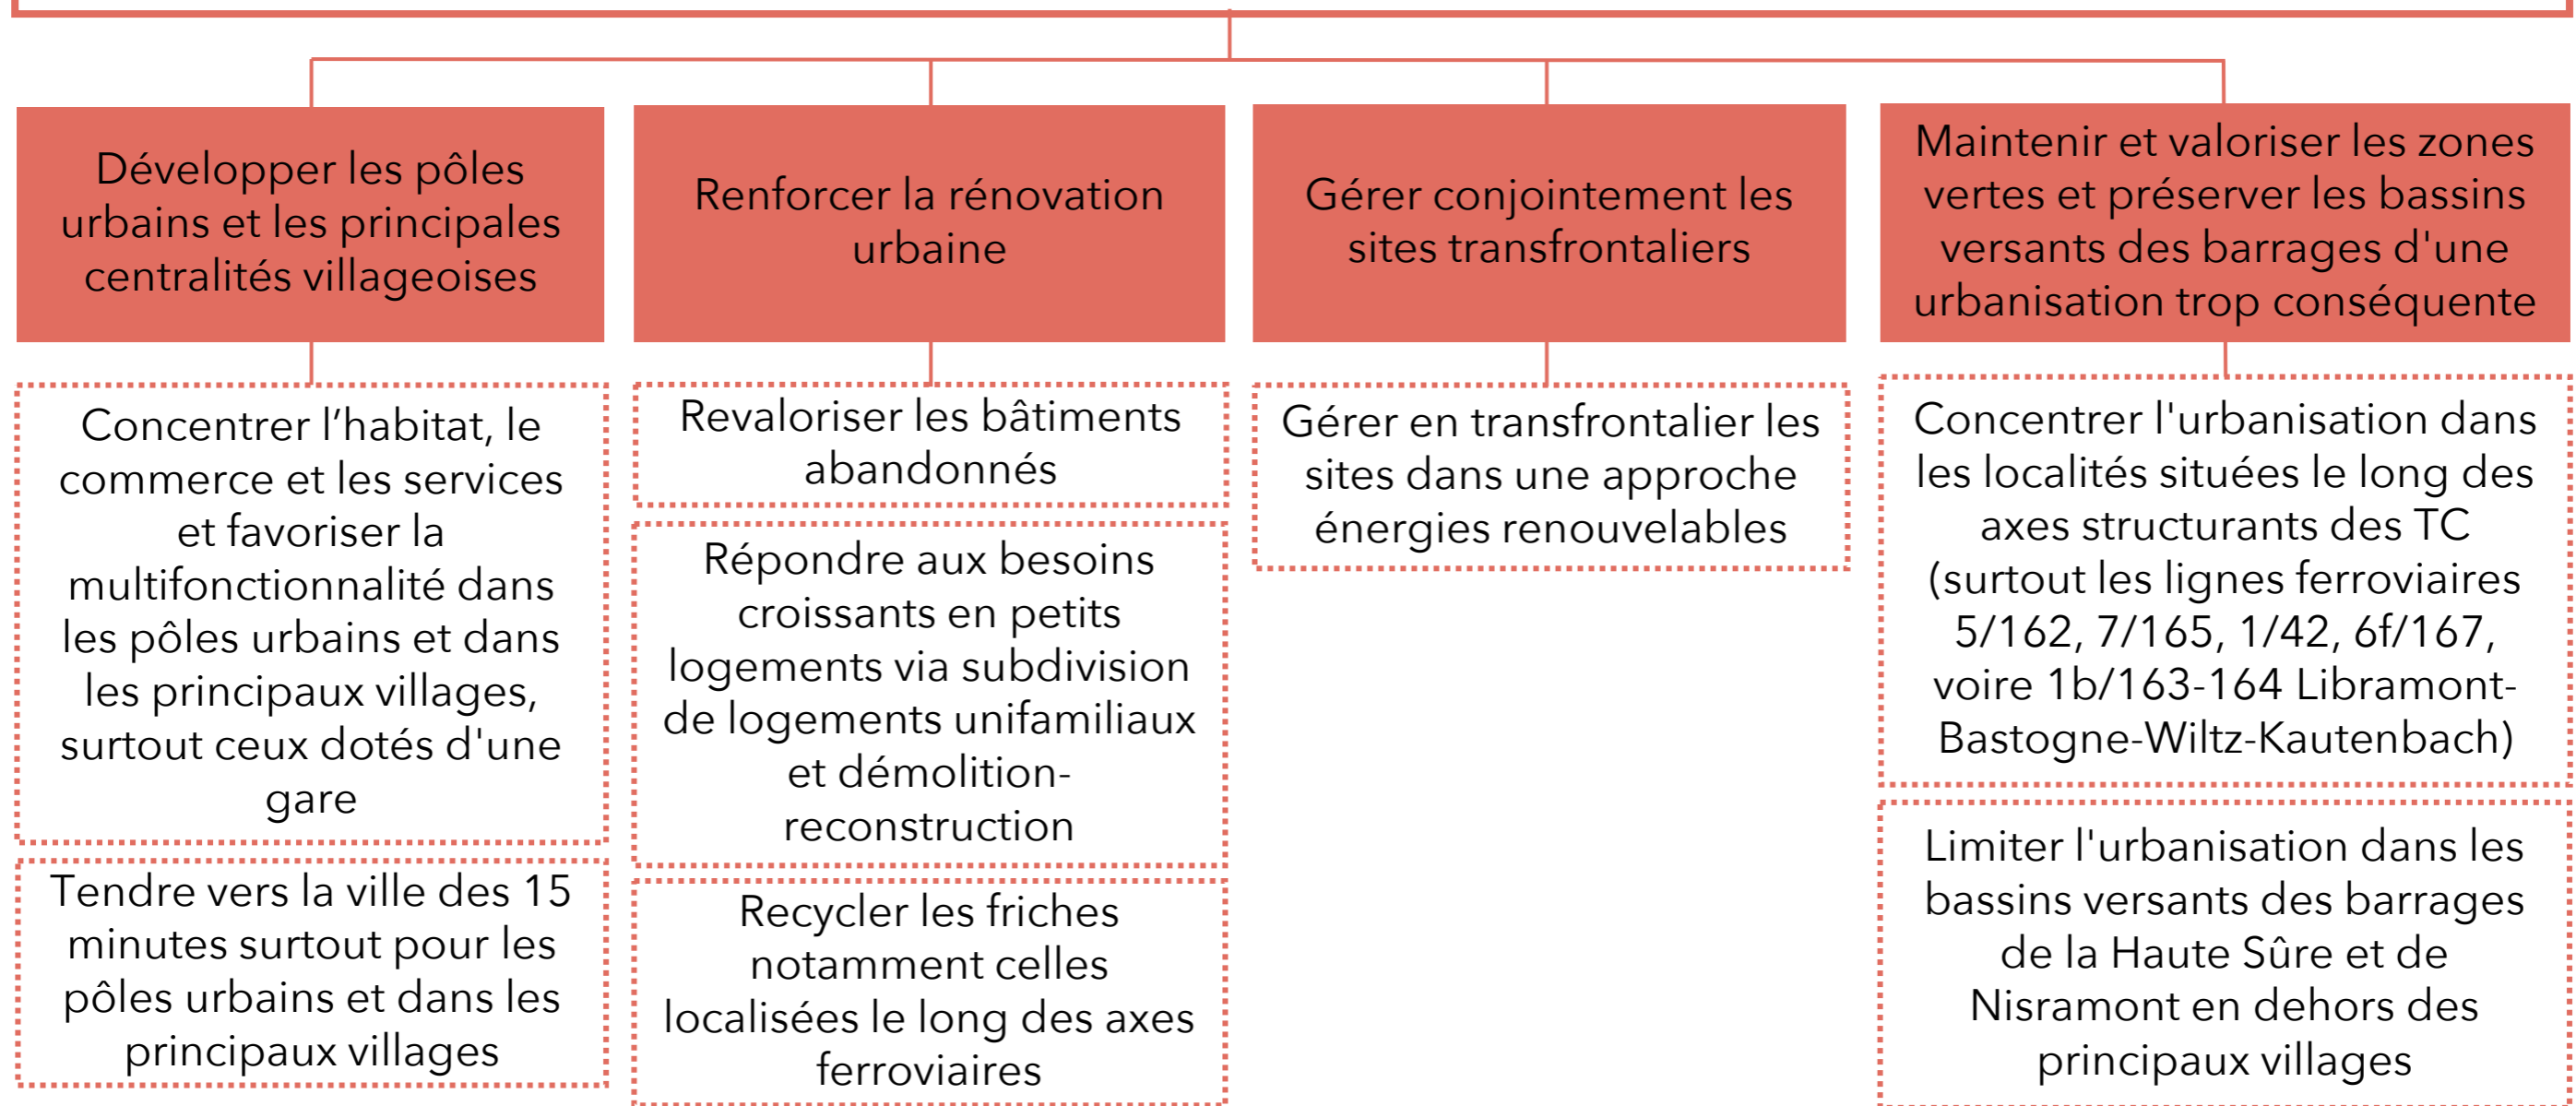 Développer les pôles
urbains et les principales
centralités villageoises
Concentrer l’habitat, le
commerce et les services
et favoriser la
multifonctionnalité dans
les pôles urbains et dans
les principaux villages,
surtout ceux dotés d'une
gare
Tendre vers la ville des 15
minutes surtout pour les
pôles urbains et dans les
principaux villages
Renforcer la rénovation
urbaine
Revaloriser les bâtiments
abandonnés
Répondre aux besoins
croissants en petits
logements via subdivision
de logements unifamiliaux
et démolition-
reconstruction
Recycler les friches
notamment celles
localisées le long des axes
ferroviaires
Gérer conjointement les
sites transfrontaliers
Gérer en transfrontalier les
sites dans une approche
énergies renouvelables
Maintenir et valoriser les zones
vertes et préserver les bassins
versants des barrages d'une
urbanisation trop conséquente
Concentrer l'urbanisation dans
les localités situées le long des
axes structurants des TC
(surtout les lignes ferroviaires
5/162, 7/165, 1/42, 6f/167,
voire 1b/163-164 Libramont-
Bastogne-Wiltz-Kautenbach)
Limiter l'urbanisation dans les
bassins versants des barrages
de la Haute Sûre et de
Nisramont en dehors des
principaux villages